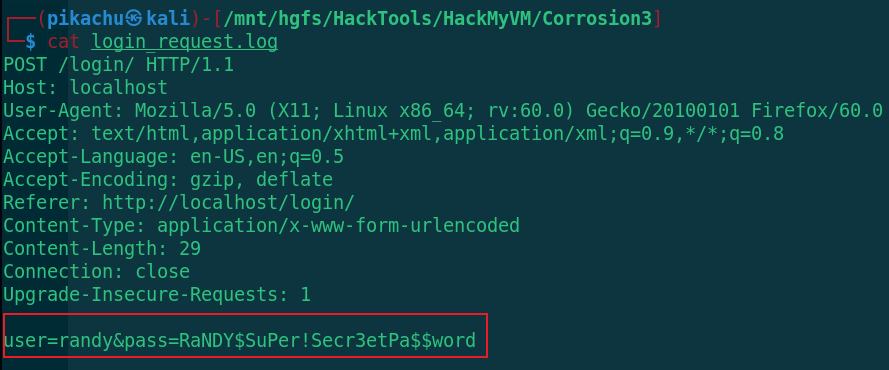 ┌──(pikachu㉿kali)-[/mnt/hgfs/HackTools/HackMyVM/Corrosion3]
└─$ cat login_request.log
POST /login/ HTTP/1.1
Host: localhost
User-Agent: Mozilla/5.0 (X11; Linux x86_64; rv:60.0) Gecko/20100101 Firefox/60.0
Accept: text/html,application/xhtml+xml,application/xml;q=0.9,*/*;q=0.8
Accept-Language: en-US,en;q=0.5
Accept-Encoding: gzip, deflate
Referer: http://localhost/login/
Content-Type: application/x-www-form-urlencoded
Content-Length: 29
Connection: close
Upgrade-Insecure-Requests: 1
user=randy&pass=RaNDY$SuPer!Secr3etPa$$word